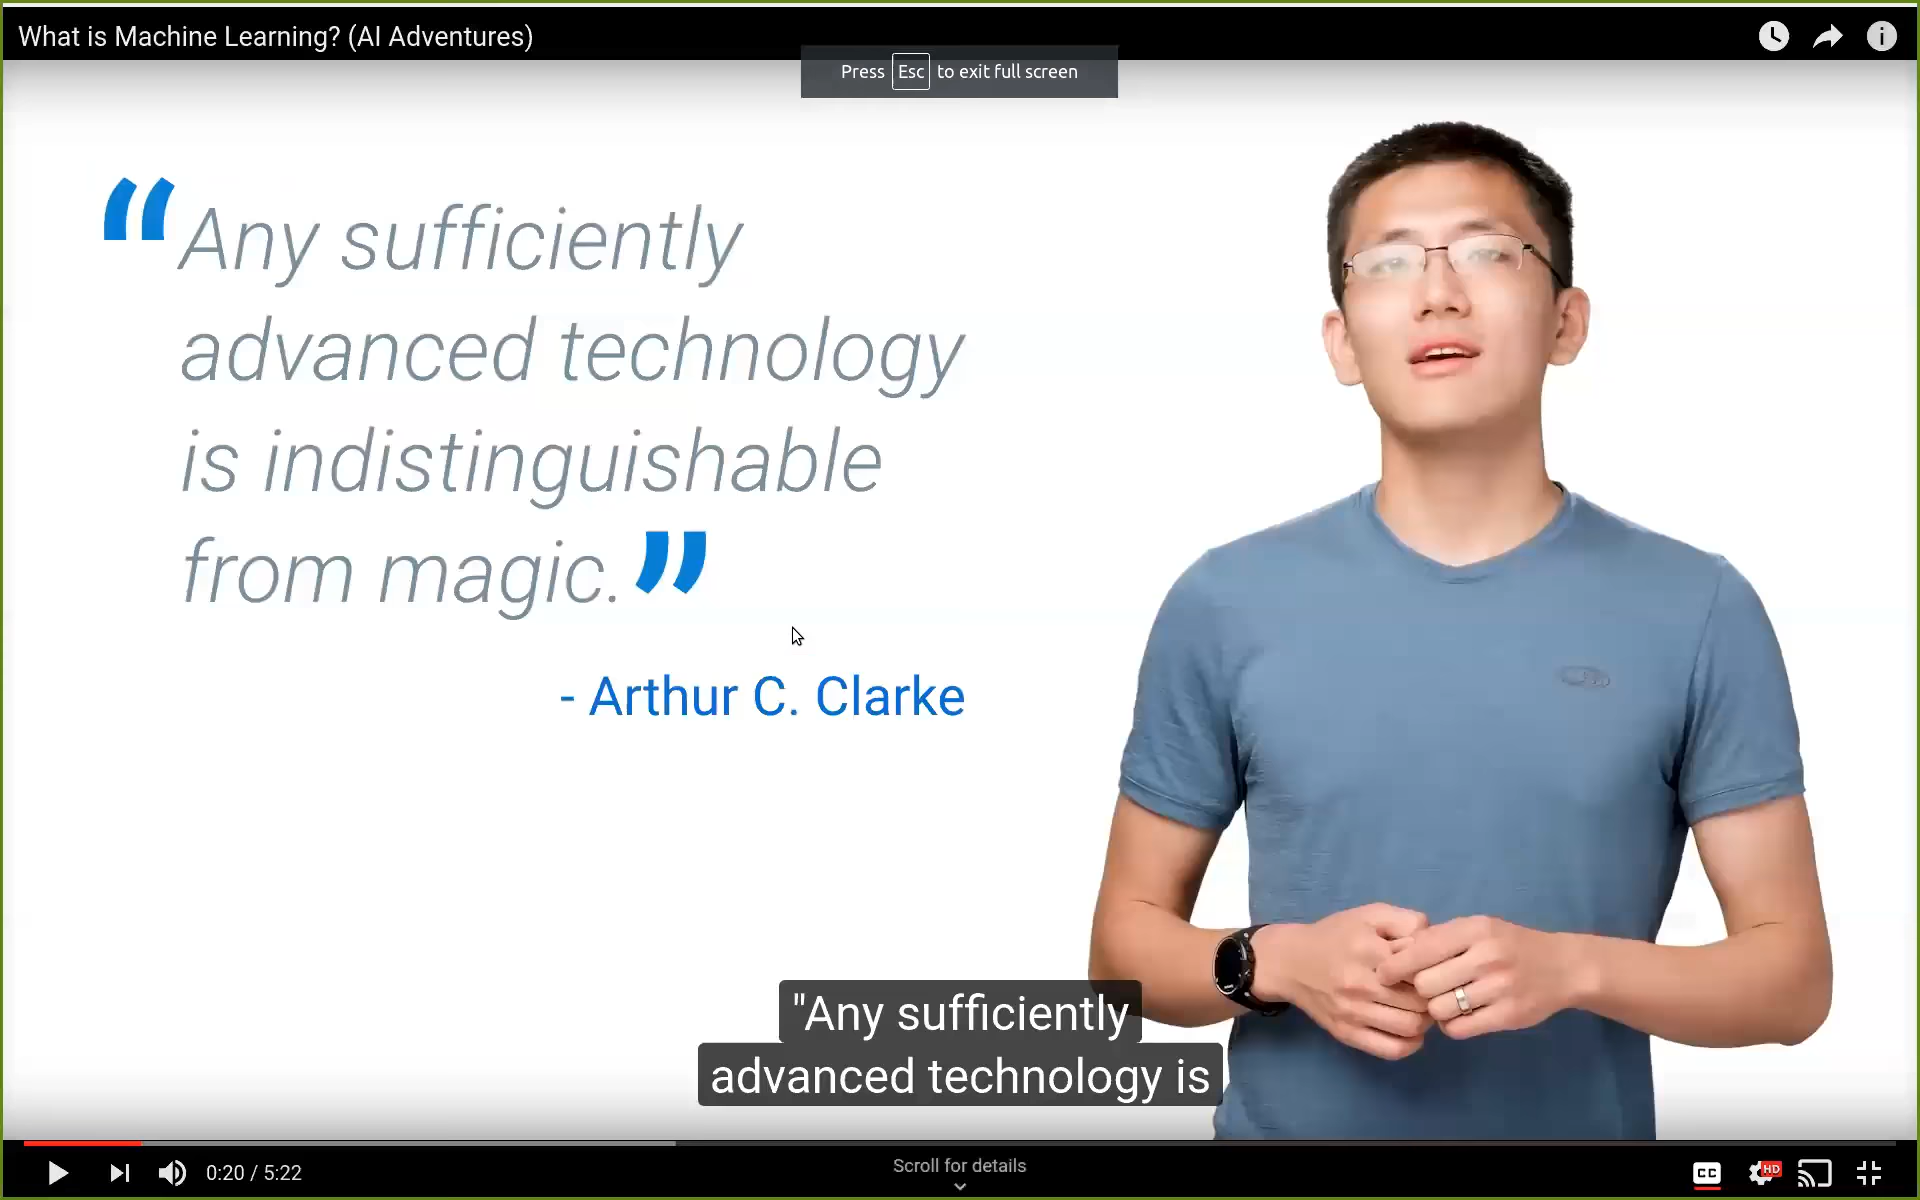 What is Machine Learning? (AI Adventures)
Press Esc to exit full screen
“Any sufficiently
advanced technology
is indistinguishable
from magic.”
- Arthur C. Clarke
"Any sufficiently
advanced technology is
0:20 / 5:22
Scroll for details
CC
HD